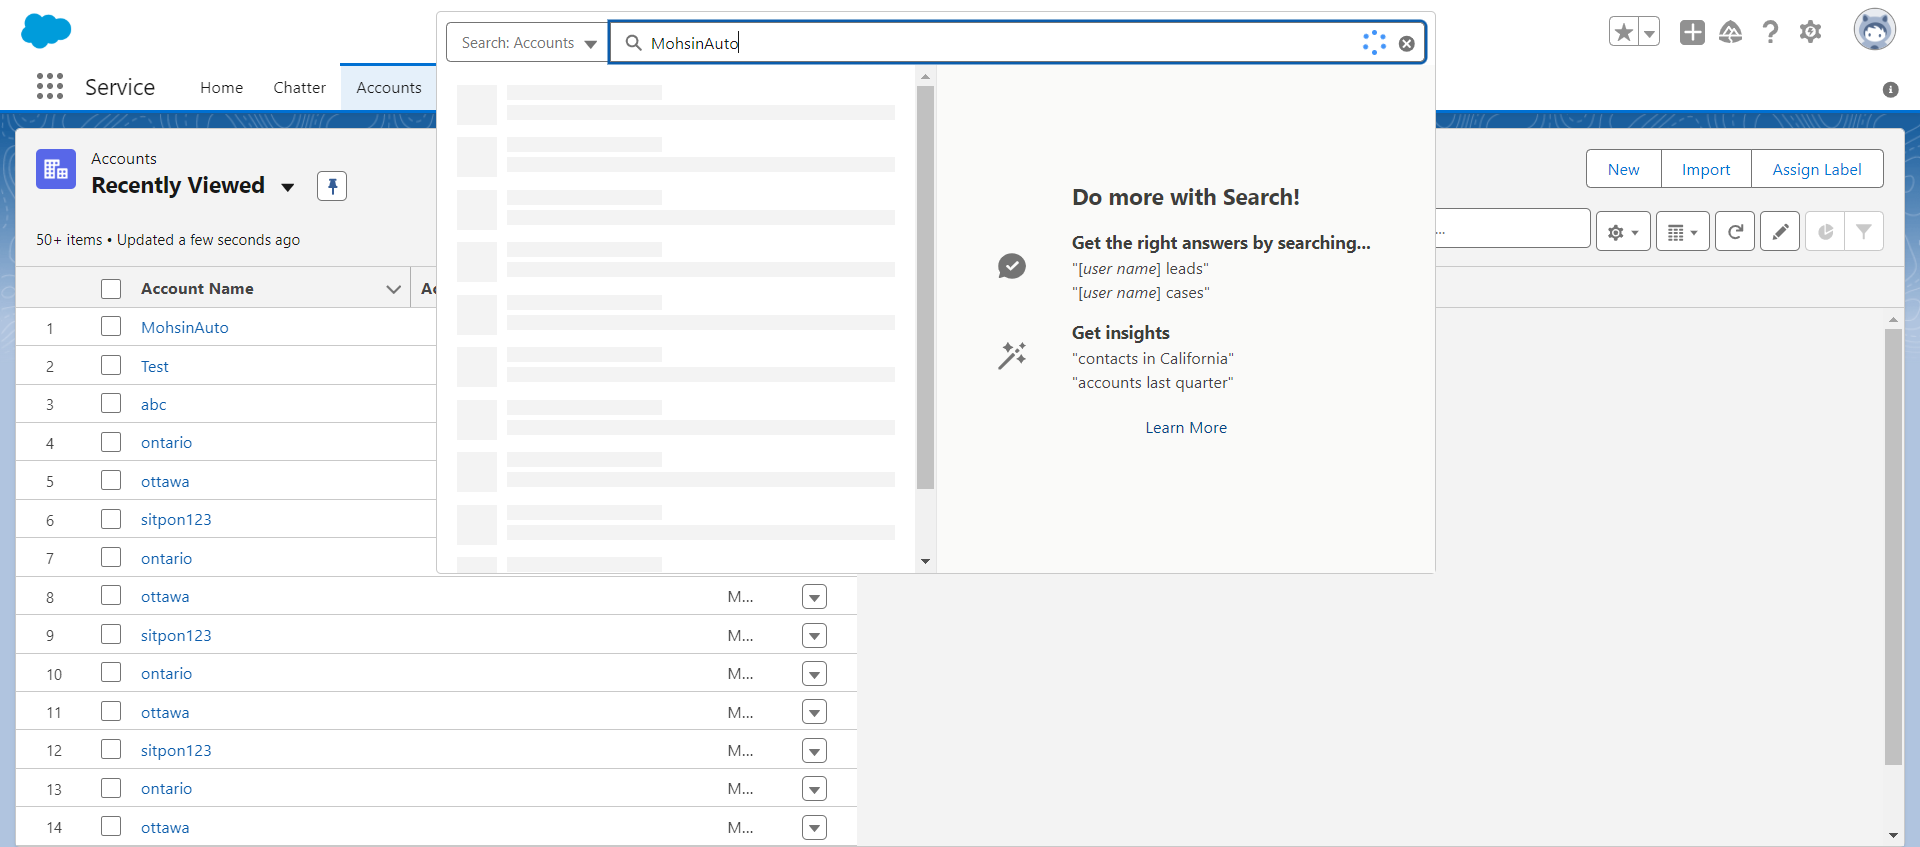 Search: Accounts
MohsinAuto
Service
Home
Chatter
Accounts
Accounts
Recently Viewed
50+ items • Updated a few seconds ago
New
Import
Assign Label
...
Do more with Search!
Get the right answers by searching...
"[user name] leads"
"[user name] cases"
Get insights
"contacts in California"
"accounts last quarter"
Learn More
Account Name
1 MohsinAuto
2 Test
3 abc
4 ontario
5 ottawa
6 sitpon123
7 ontario
8 ottawa M...
9 sitpon123 M...
10 ontario M...
11 ottawa M...
12 sitpon123 M...
13 ontario M...
14 ottawa M...